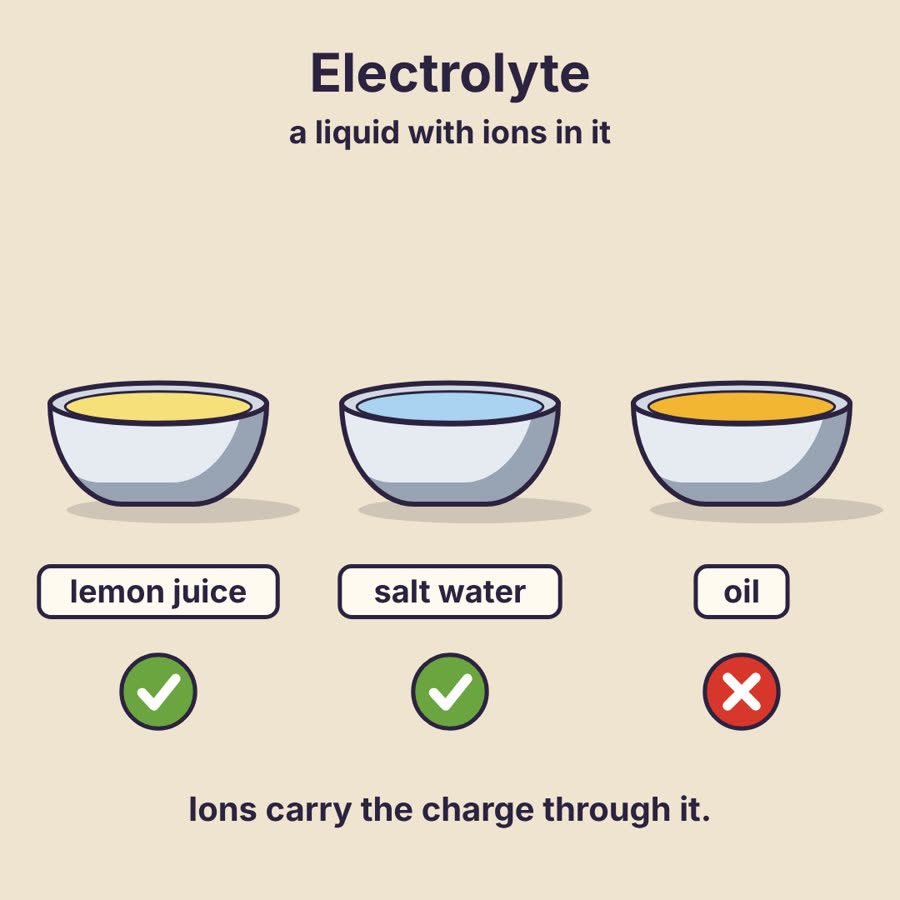 Electrolyte
a liquid with ions in it
lemon juice
salt water
oil
Ions carry the charge through it.